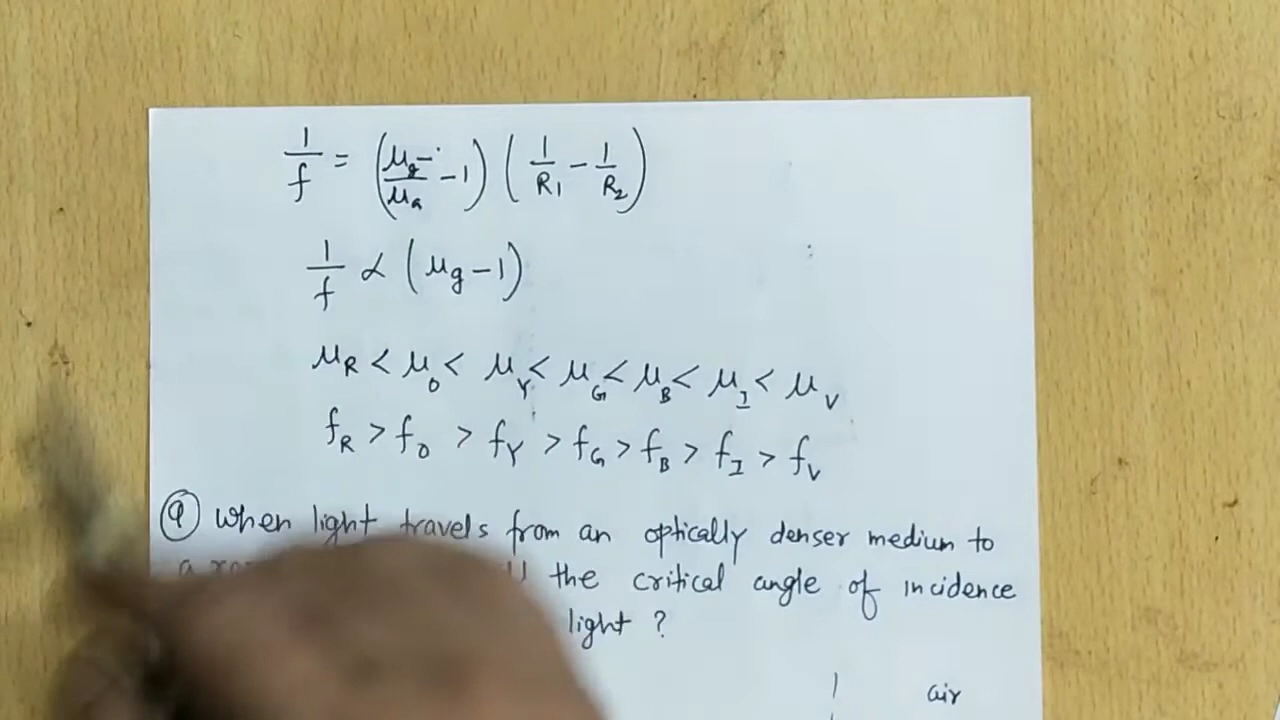 1/f = (μg/μa - 1) (1/R1 - 1/R2)
1/f ∝ (μg - 1)
μR < μO < μY < μG < μB < μI < μV
fR > fO > fY > fG > fB > fI > fV
Q When light travels from an optically denser medium to
a the critical angle of incidence
light ?
air